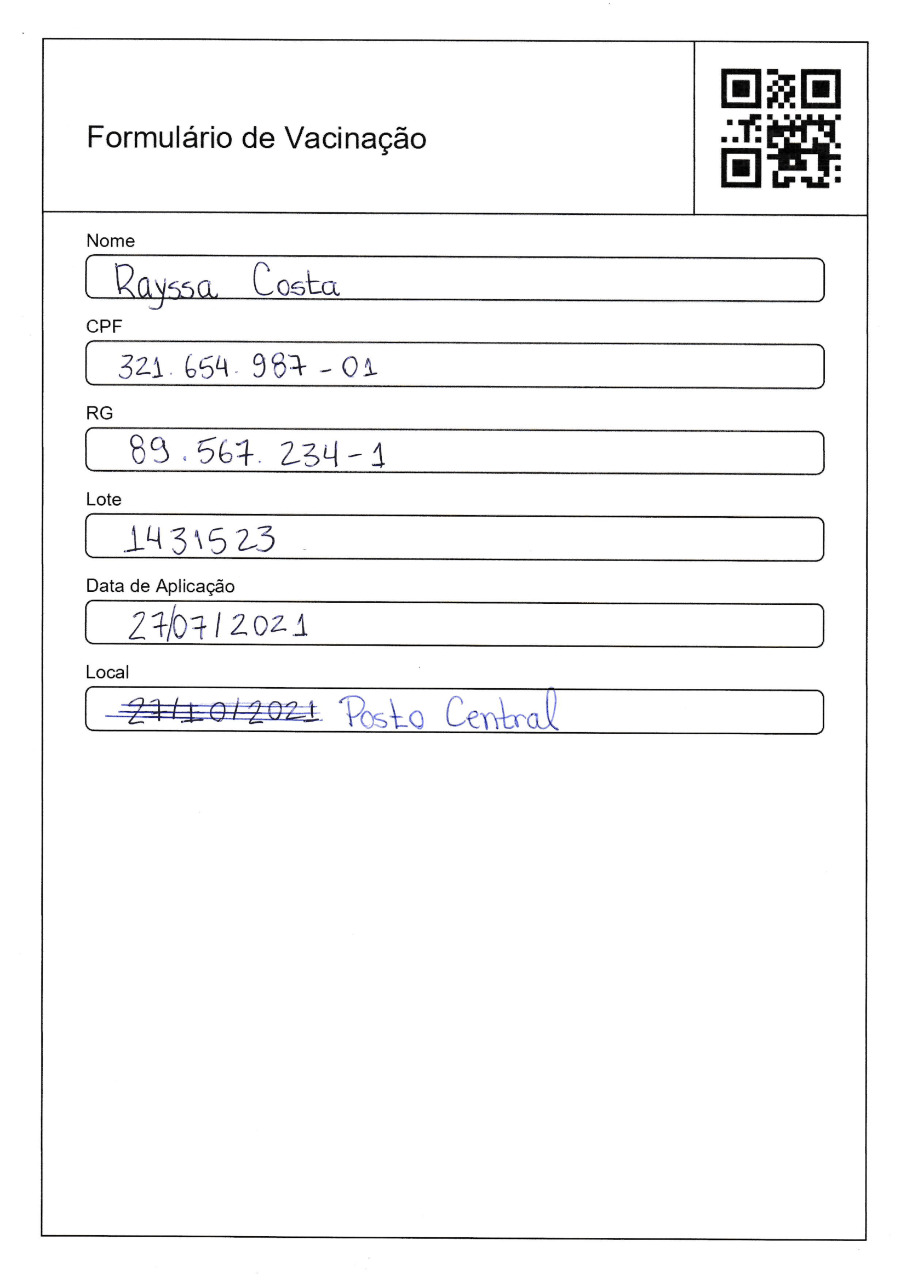 Formulário de Vacinação
Nome
Rayssa Costa
CPF
321.654.987-01
RG
89.567.234-1
Lote
1431523
Data de Aplicação
27/07/2021
Local
27/10/2021 Posto Central